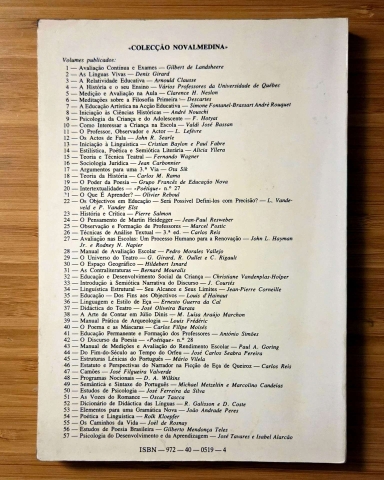 «COLECÇÃO NOVALMEDINA»
Volumes publicados:
1 — Avaliação Contínua e Exames — Gilbert de Landsheere
2 — As Línguas Vivas — Denis Girard
3 — A Relatividade Educativa — Arnould Clausse
4 — A História e o seu Ensino — Vários Professores da Universidade de Québec
5 — Medição e Avaliação na Aula — Clarence H. Neslon
6 — Meditações sobre a Filosofia Primeira — Descartes
7 — A Educação Artística na Acção Educativa — Simone Fontanel-Brassart André Rouquet
8 — Iniciação às Ciências Históricas — André Nouschi
9 — Psicologia da Criança e do Adolescente — F. Hotyat
10 — Como Interessar a Criança na Escola — Valdi José Basson
11 — O Professor, Observador e Actor — L. Lefèvre
12 — Os Actos de Fala — John R. Searle
13 — Iniciação à Linguística — Christian Baylon e Paul Fabre
14 — Estilística, Poética e Semiótica Literária — Alicia Yllera
15 — Teoria e Técnica Teatral — Fernando Wagner
16 — Sociologia Jurídica — Jean Carbonnier
17 — Argumentos para uma 3.ª Via — Ota Sik
18 — Teoria da História — Carlos M. Rama
19 — O Poder da Poesia — Grupo Francês de Educação Nova
20 — Intertextualidades — «Poétique» n.º 27
21 — O Que É Aprender? — Olivier Reboul
22 — Os Objectivos em Educação — Será Possível Defini-los com Precisão? — L. Vande-
veld e P. Vander Elst
23 — História e Crítica — Pierre Salmon
24 — O Pensamento de Martin Heidegger — Jean-Paul Resweber
25 — Observação e Formação de Professores — Marcel Postic
26 — Técnicas de Análise Textual — 3.ª ed. — Carlos Reis
27 — Avaliação nas Escolas: Um Processo Humano para a Renovação — John L. Hayman
Jr. e Rodney N. Napier
28 — Manual de Avaliação Escolar — Pedro Morales Vallejo
29 — O Universo do Teatro — G. Girard, R. Oullet e C. Rigault
30 — O Espaço Geográfico — Hildebert Isnard
31 — As Contraliteraturas — Bernard Mouralis
32 — Educação e Desenvolvimento Social da Criança — Christiane Vandenplas-Holper
33 — Introdução à Semiótica Narrativa do Discurso — J. Courtés
34 — Linguística Estrutural — Seu Alcance e Seus Limites — Jean-Pierre Corneille
35 — Educação — Dos Fins aos Objectivos — Louis d'Hainaut
36 — Linguagem e Estilo de Eça — Ernesto Guerra da Cal
37 — Didáctica do Teatro — José Oliveira Barata
38 — A Arte de Contar em Júlio Dinis — M. Luísa Araújo Marchon
39 — Manual Prático de Arqueologia — Louis Frédéric
40 — O Poema e as Máscaras — Carlos Filipe Moisés
41 — Educação Permanente e Formação dos Professores — António Simões
42 — O Discurso da Poesia — «Poétique» n.º 28
43 — Manual de Medições e Avaliação do Rendimento Escolar — Paul A. Goring
44 — Do Fim-do-Século ao Tempo do Orfeu — José Carlos Seabra Pereira
45 — Estruturas Léxicas do Português — Mário Vilela
46 — Estatuto e Perspectivas do Narrador na Ficção de Eça de Queiroz — Carlos Reis
47 — Camões — José Filgueira Valverde
48 — Programas Nocionais — D. A. Wilkins
49 — Semântica e Sintaxe do Português — Michael Metzeltin e Marcolina Candeias
50 — Estudos de Psicologia — José Ferreira da Silva
51 — As Vozes do Romance — Oscar Tacca
52 — Dicionário de Didáctica das Línguas — R. Galisson e D. Coste
53 — Elementos para uma Gramática Nova — João Andrade Peres
54 — Poética e Linguística — Rolf Kloepfer
55 — Os Caminhos da Vida — Joël de Rosnay
56 — Estudos de Poesia Brasileira — Gilberto Mendonça Teles
57 — Psicologia do Desenvolvimento e da Aprendizagem — José Tavares e Isabel Alarcão
ISBN — 972 — 40 — 0519 — 4